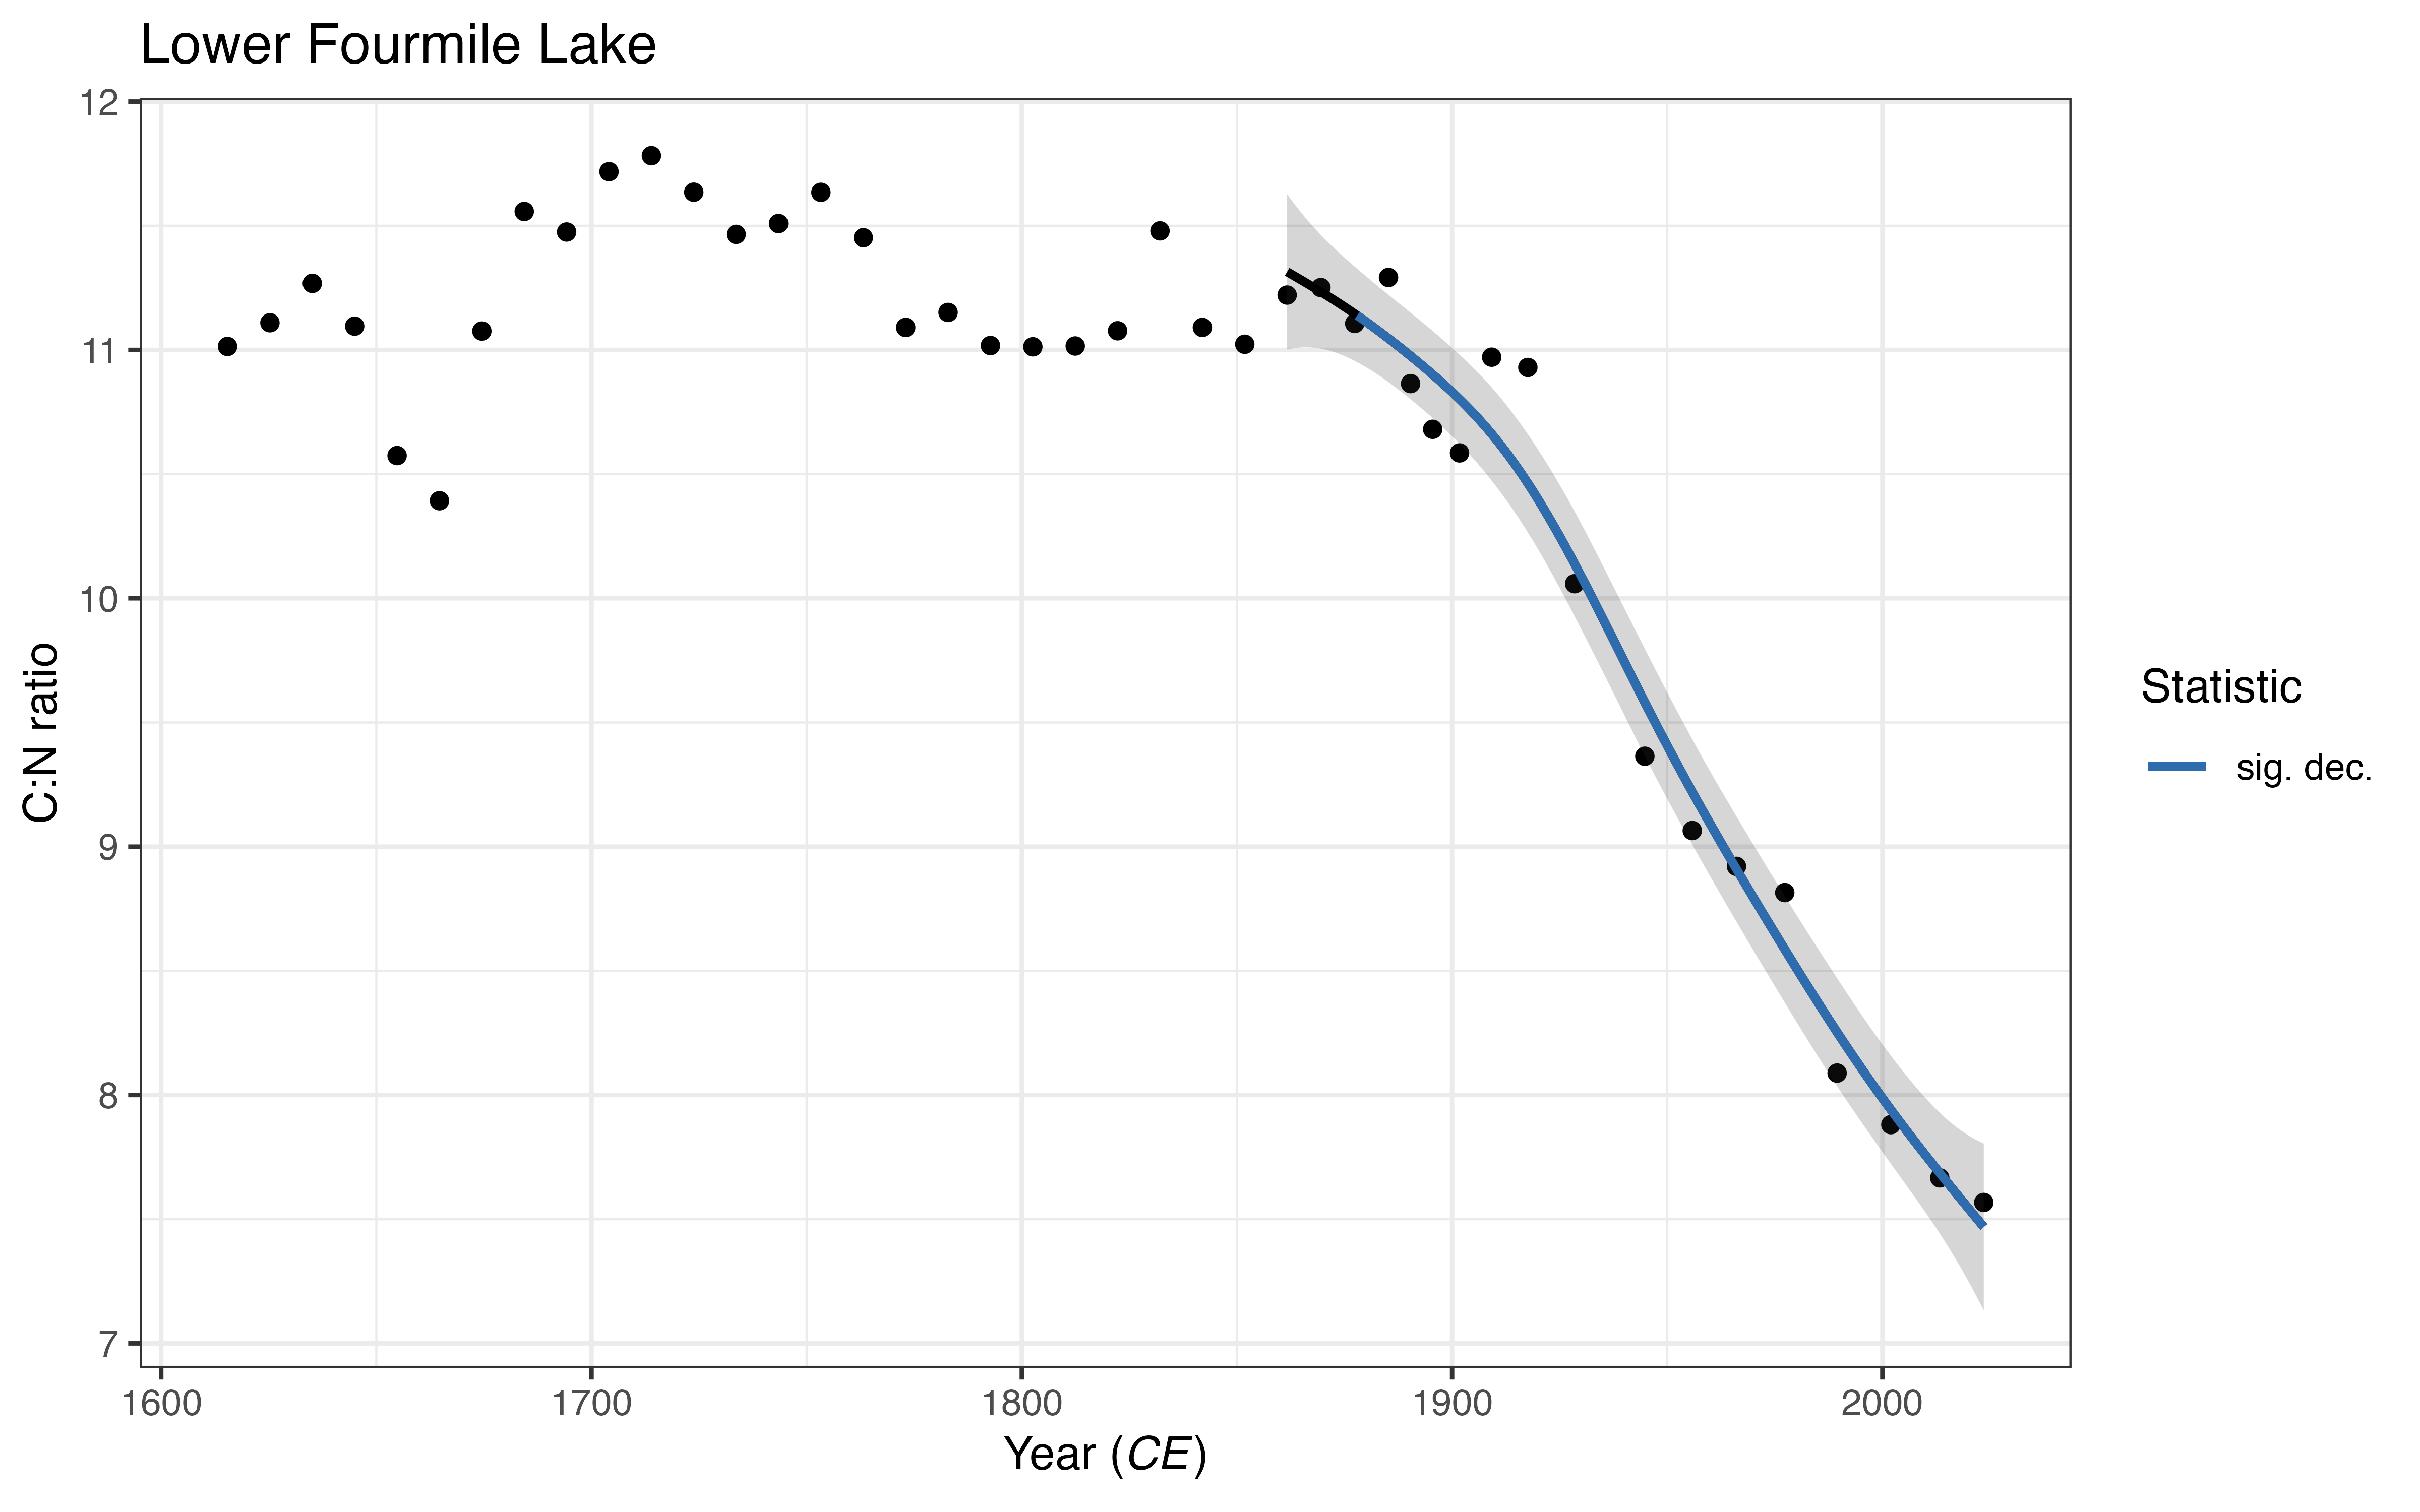 Lower Fourmile Lake
12
11
10
9
8
7
C:N ratio
1600 1700 1800 1900 2000
Year (CE)
Statistic
sig. dec.